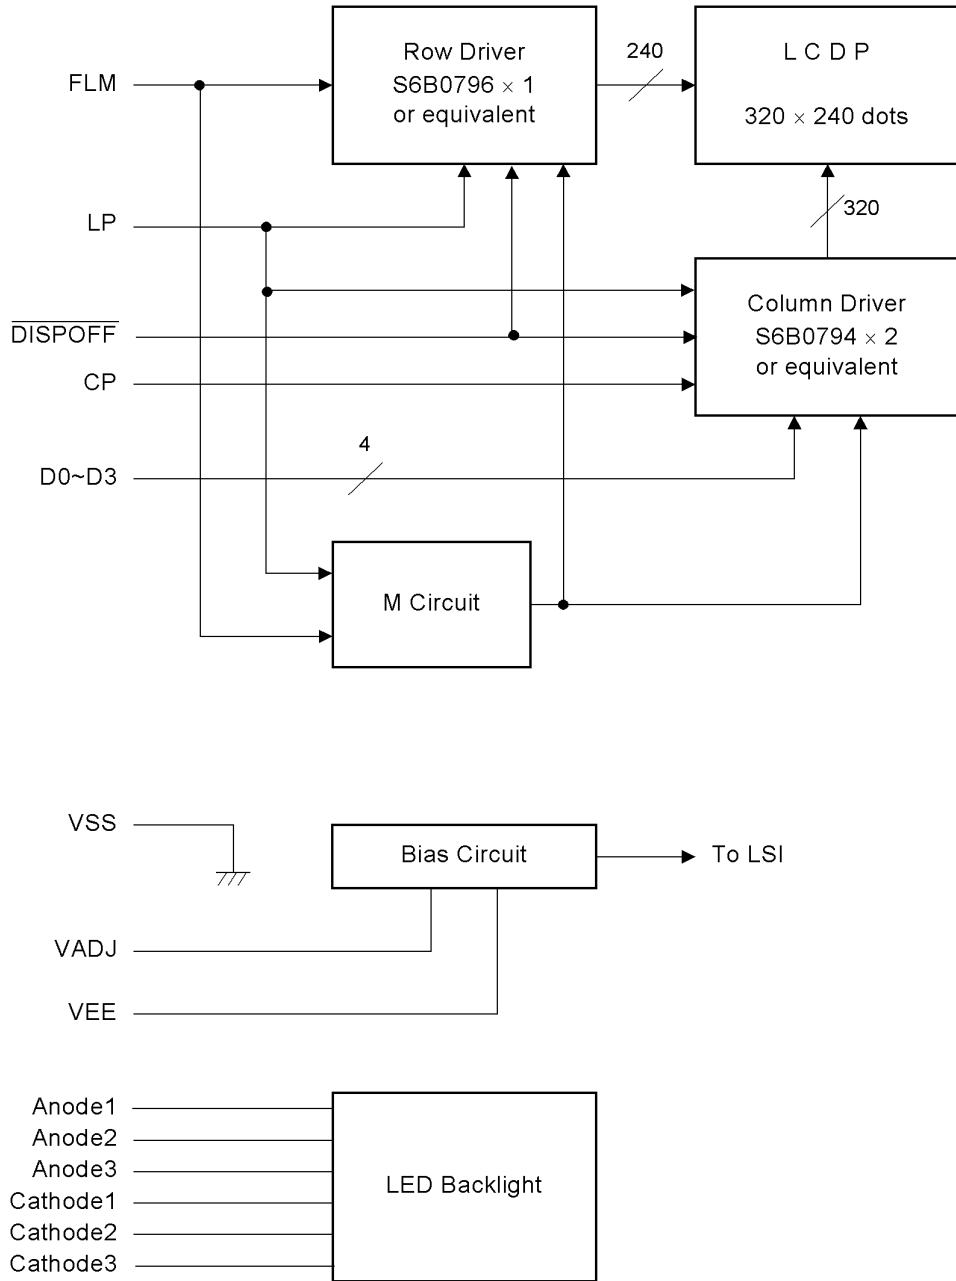 FLM
Row Driver
S6B0796 × 1
or equivalent
240
L C D P
320 × 240 dots
LP
320
DISPOFF
CP
Column Driver
S6B0794 × 2
or equivalent
D0~D3
4
M Circuit
VSS
Bias Circuit
To LSI
VADJ
VEE
Anode1
Anode2
Anode3
Cathode1
Cathode2
Cathode3
LED Backlight